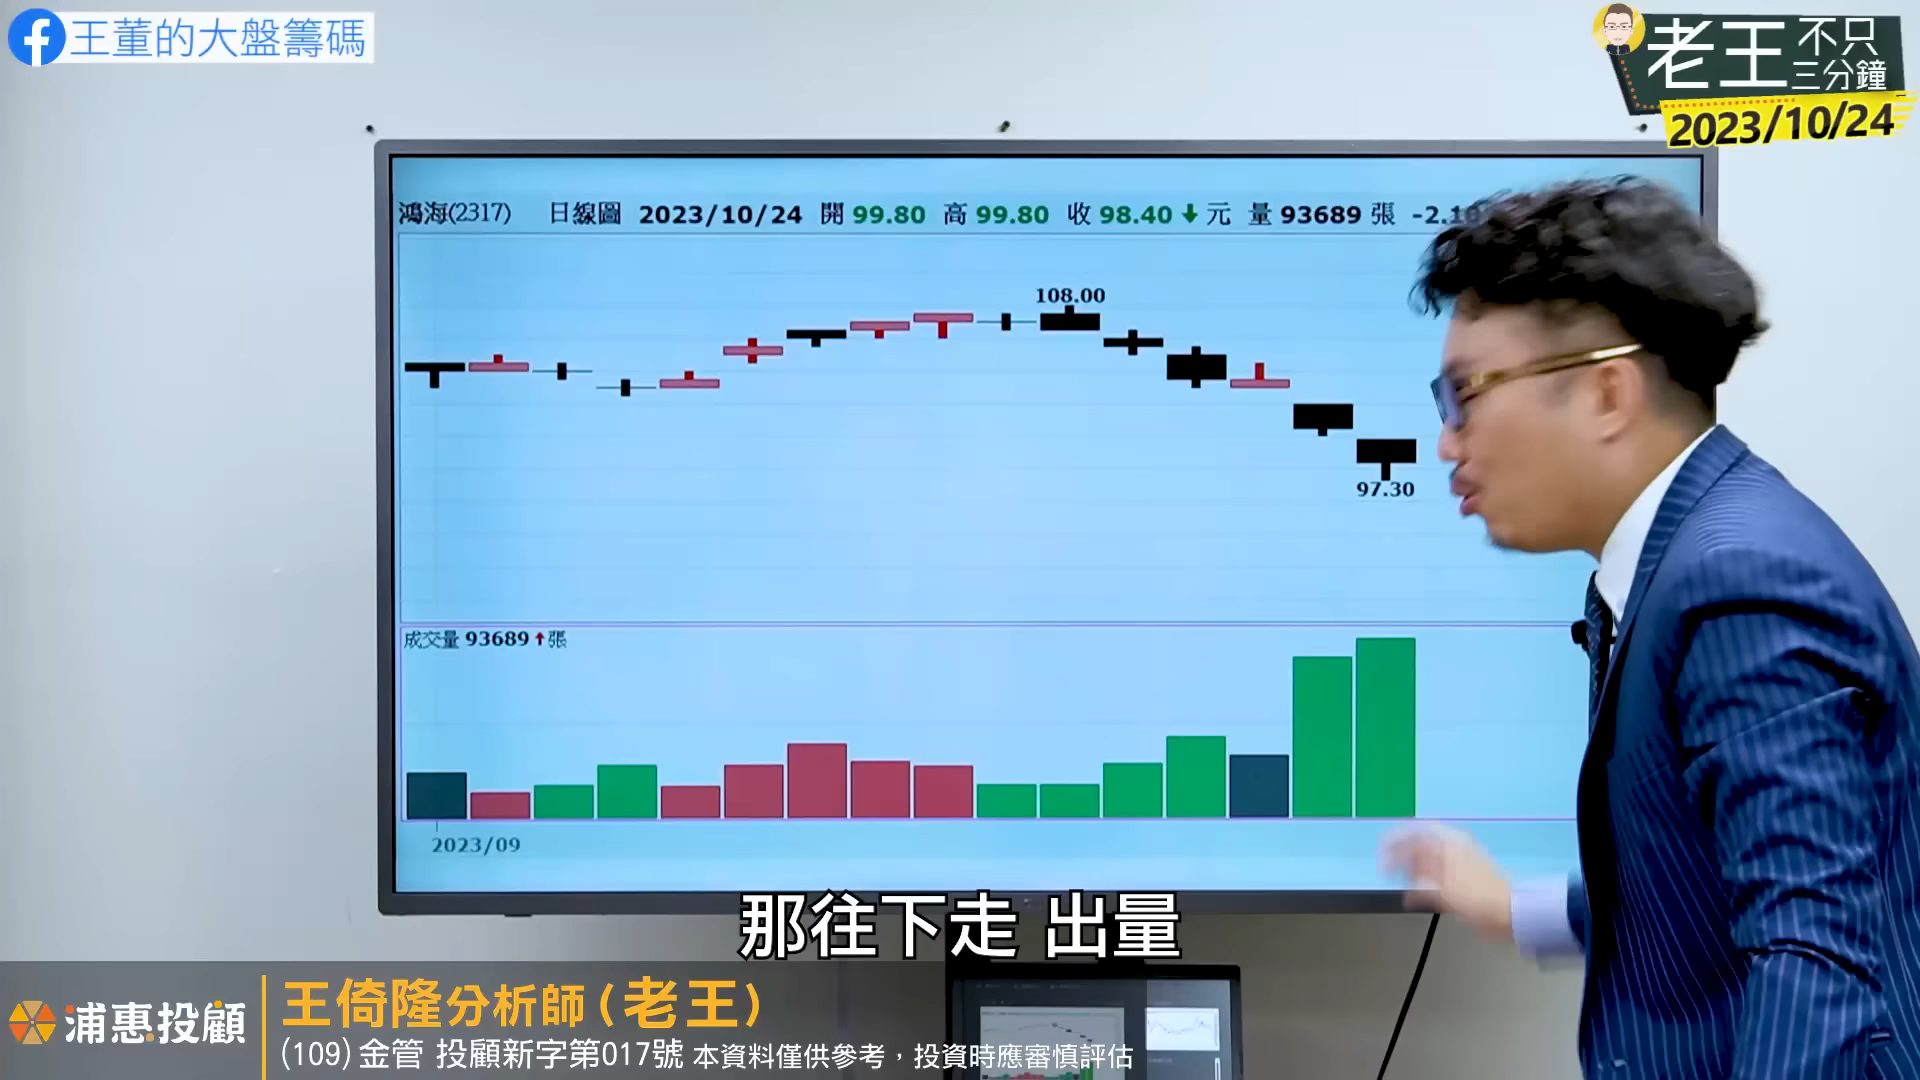 王董的大盤籌碼
老王 不只三分鐘
2023/10/24
鴻海(2317) 日線圖 2023/10/24 開 99.80 高 99.80 收 98.40 元 量 93689 張 -2.10
108.00
97.30
成交量 93689 張
2023/09
那往下走 出量
浦惠投顧
王倚隆分析師(老王)
(109)金管 投顧新字第017號 本資料僅供參考，投資時應審慎評估